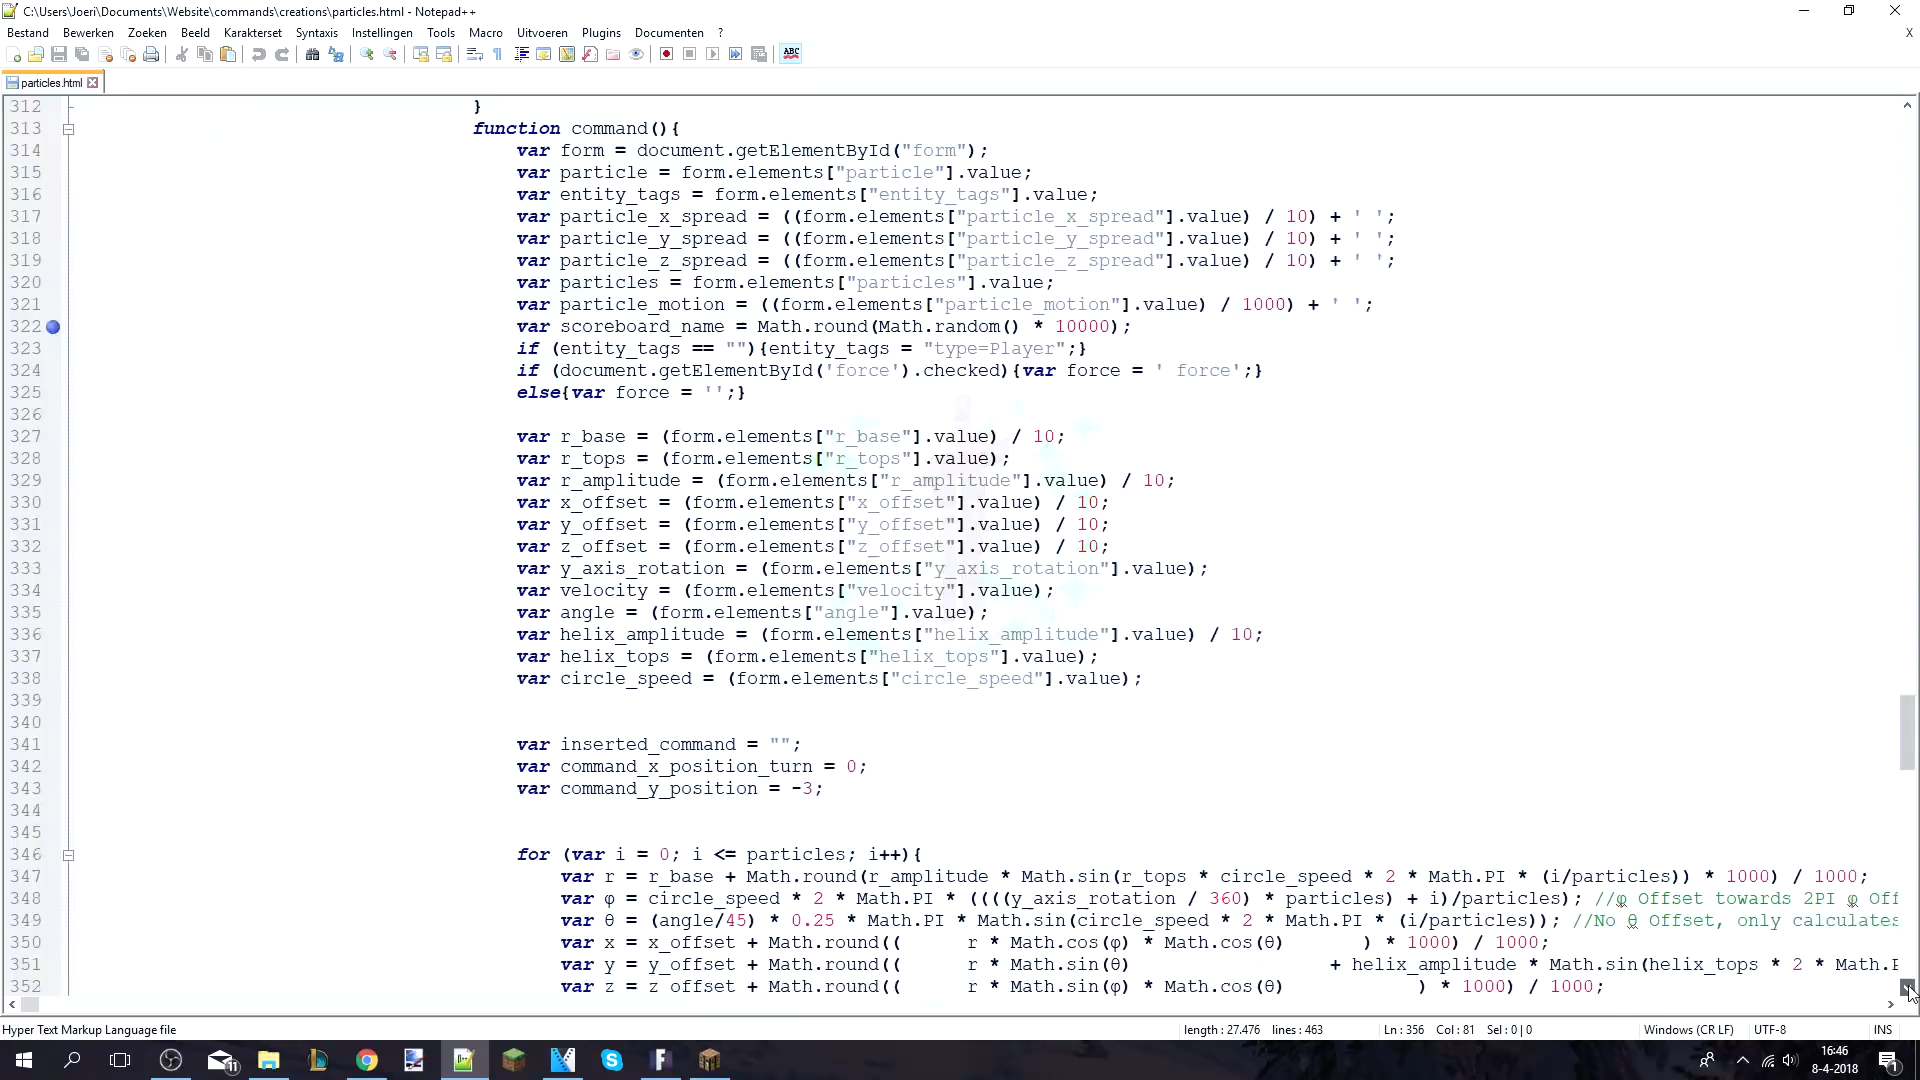 C:\Users\Joeri\Documents\Website\commands\creations\particles.html - Notepad++
Bestand Bewerken Zoeken Beeld Karakterset Syntaxis Instellingen Tools Macro Uitvoeren Plugins Documenten ? X
ABC
particles.html
312 }
313 function command(){
314 var form = document.getElementById("form");
315 var particle = form.elements["particle"].value;
316 var entity_tags = form.elements["entity_tags"].value;
317 var particle_x_spread = ((form.elements["particle_x_spread"].value) / 10) + ' ';
318 var particle_y_spread = ((form.elements["particle_y_spread"].value) / 10) + ' ';
319 var particle_z_spread = ((form.elements["particle_z_spread"].value) / 10) + ' ';
320 var particles = form.elements["particles"].value;
321 var particle_motion = ((form.elements["particle_motion"].value) / 1000) + ' ';
322 var scoreboard_name = Math.round(Math.random() * 10000);
323 if (entity_tags == ""){entity_tags = "type=Player";}
324 if (document.getElementById('force').checked){var force = ' force';}
325 else{var force = '';}
326
327 var r_base = (form.elements["r_base"].value) / 10;
328 var r_tops = (form.elements["r_tops"].value);
329 var r_amplitude = (form.elements["r_amplitude"].value) / 10;
330 var x_offset = (form.elements["x_offset"].value) / 10;
331 var y_offset = (form.elements["y_offset"].value) / 10;
332 var z_offset = (form.elements["z_offset"].value) / 10;
333 var y_axis_rotation = (form.elements["y_axis_rotation"].value);
334 var velocity = (form.elements["velocity"].value);
335 var angle = (form.elements["angle"].value);
336 var helix_amplitude = (form.elements["helix_amplitude"].value) / 10;
337 var helix_tops = (form.elements["helix_tops"].value);
338 var circle_speed = (form.elements["circle_speed"].value);
339
340
341 var inserted_command = "";
342 var command_x_position_turn = 0;
343 var command_y_position = -3;
344
345
346 for (var i = 0; i <= particles; i++){
347 var r = r_base + Math.round(r_amplitude * Math.sin(r_tops * circle_speed * 2 * Math.PI * (i/particles)) * 1000) / 1000;
348 var φ = circle_speed * 2 * Math.PI * ((((y_axis_rotation / 360) * particles) + i)/particles); //φ Offset towards 2PI φ Off
349 var θ = (angle/45) * 0.25 * Math.PI * Math.sin(circle_speed * 2 * Math.PI * (i/particles)); //No θ Offset, only calculates
350 var x = x_offset + Math.round(( r * Math.cos(φ) * Math.cos(θ) ) * 1000) / 1000;
351 var y = y_offset + Math.round(( r * Math.sin(θ) + helix_amplitude * Math.sin(helix_tops * 2 * Math.P
352 var z = z_offset + Math.round(( r * Math.sin(φ) * Math.cos(θ) ) * 1000) / 1000;
Hyper Text Markup Language file length : 27.476 lines : 463 Ln : 356 Col : 81 Sel : 0 | 0 Windows (CR LF) UTF-8 INS
11
16:46
8-4-2018
1